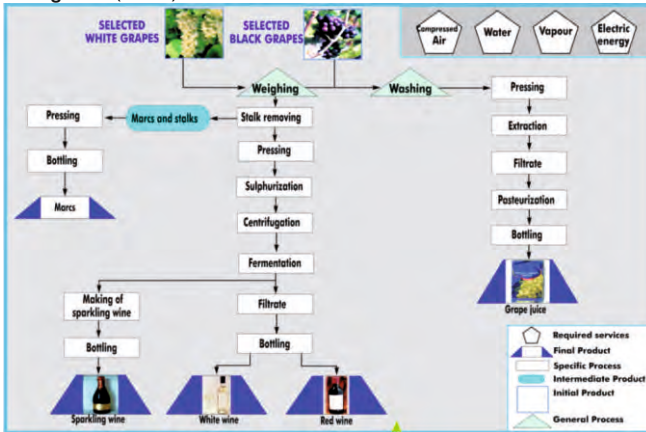 SELECTED
WHITE GRAPES
SELECTED
BLACK GRAPES
Compressed
Air
Water
Vapour
Electric
energy
Weighing
Washing
Pressing
Marcs and stalks
Stalk removing
Pressing
Extraction
Pressing
Bottling
Filtrate
Sulphurization
Marcs
Pasteurization
Centrifugation
Bottling
Fermentation
Making of
sparkling wine
Filtrate
Grape juice
Bottling
Bottling
Sparkling wine
White wine
Red wine
Required services
Final Product
Specific Process
Intermediate Product
Initial Product
General Process